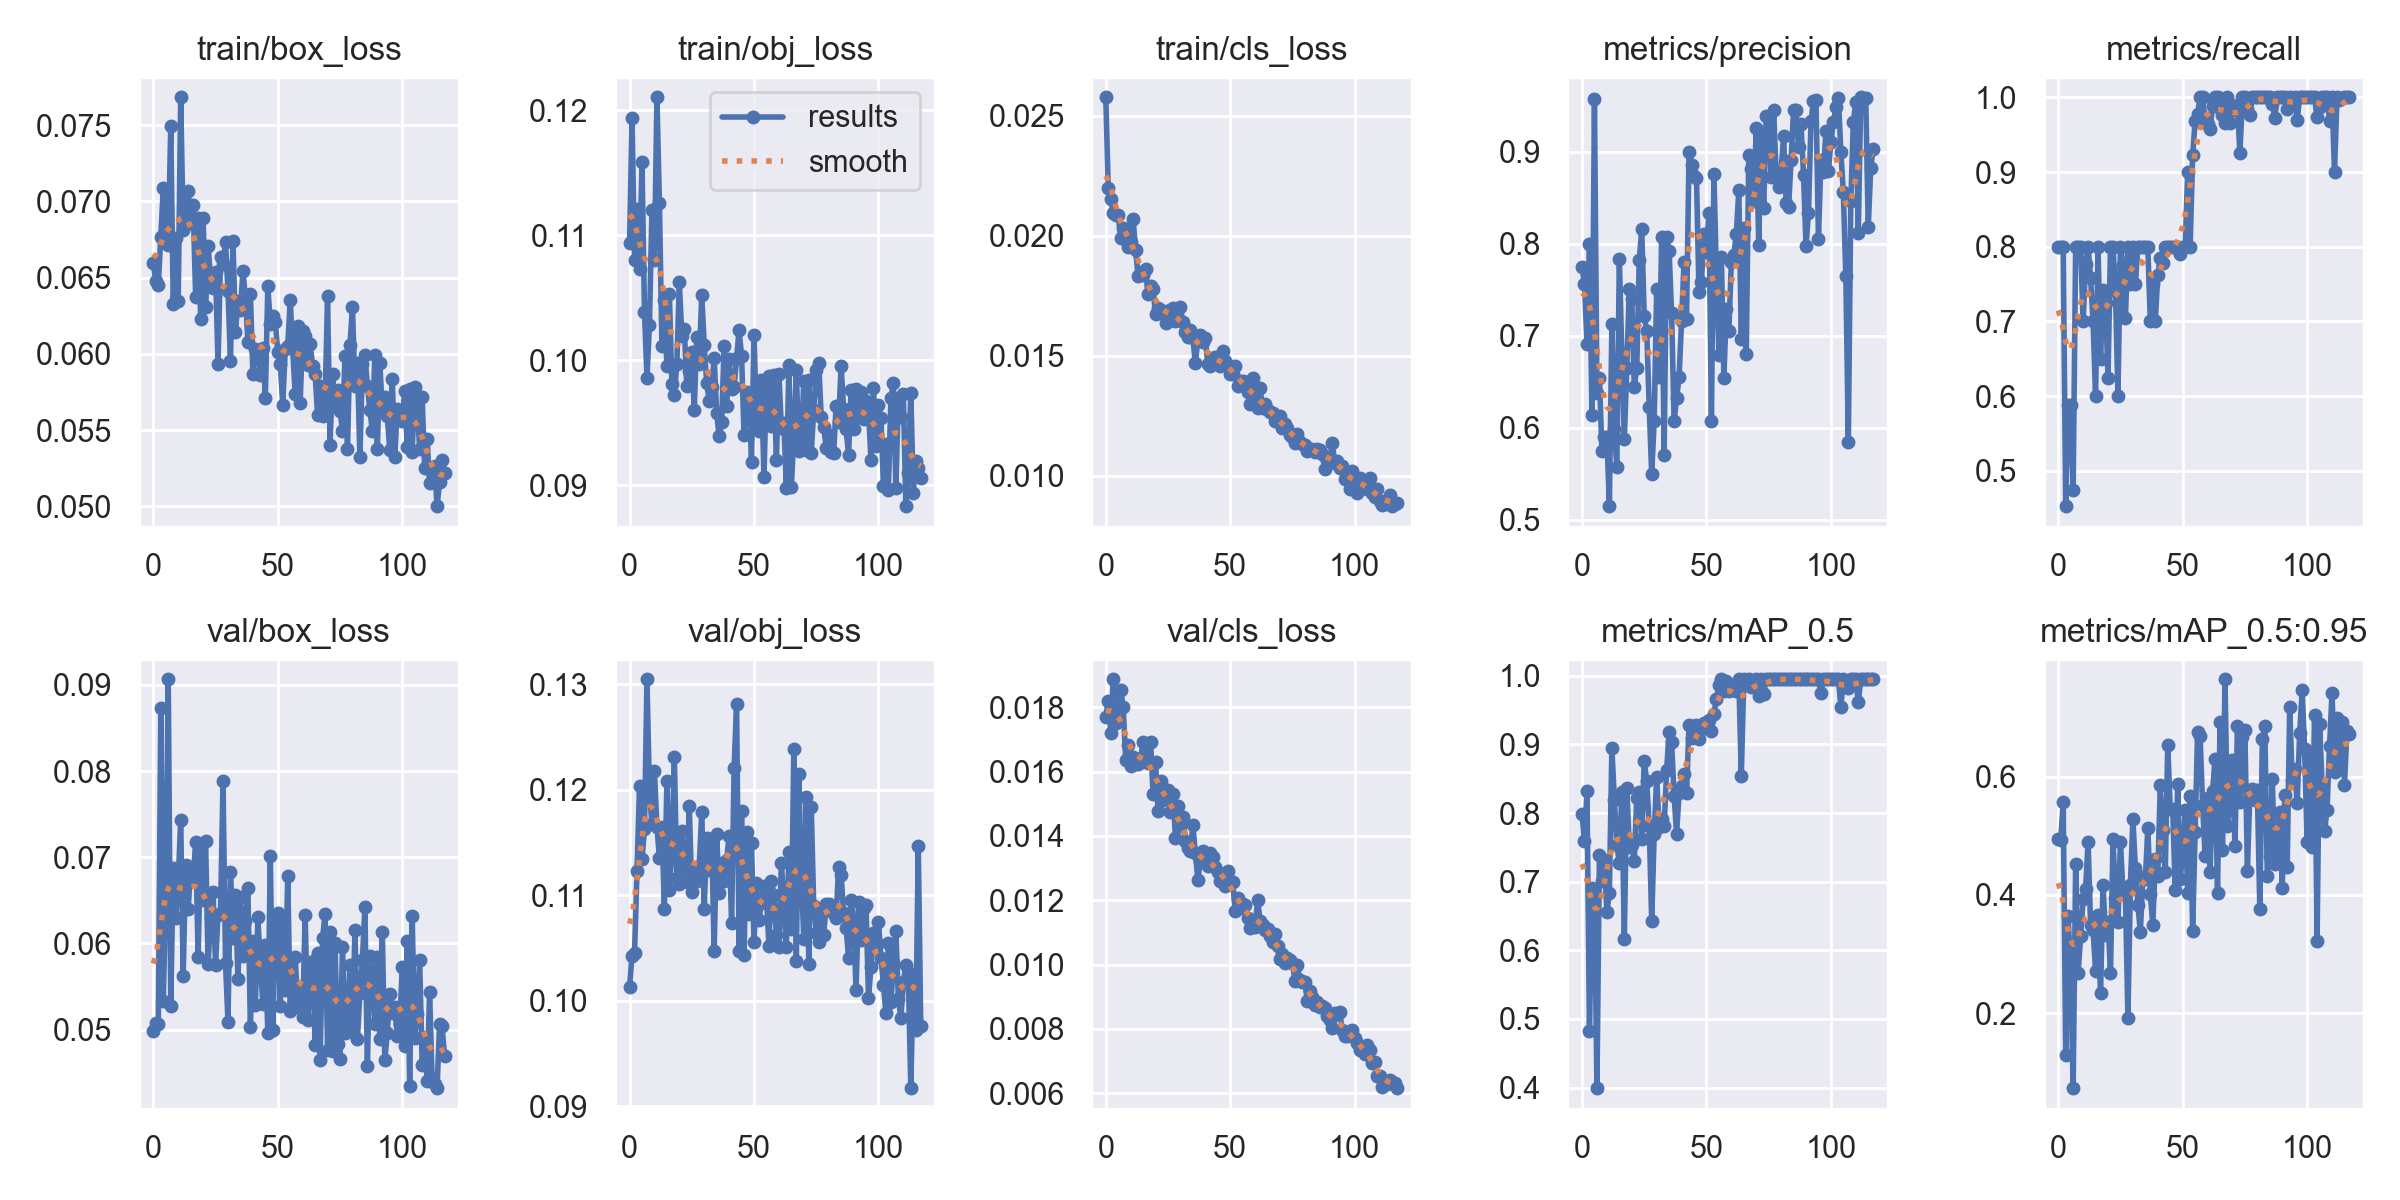 train/box_loss
0.075
0.070
0.065
0.060
0.055
0.050
0 50 100
train/obj_loss
results
smooth
0.12
0.11
0.10
0.09
0 50 100
train/cls_loss
0.025
0.020
0.015
0.010
0 50 100
metrics/precision
0.9
0.8
0.7
0.6
0.5
0 50 100
metrics/recall
1.0
0.9
0.8
0.7
0.6
0.5
0 50 100
val/box_loss
0.09
0.08
0.07
0.06
0.05
0 50 100
val/obj_loss
0.13
0.12
0.11
0.10
0.09
0 50 100
val/cls_loss
0.018
0.016
0.014
0.012
0.010
0.008
0.006
0 50 100
metrics/mAP_0.5
1.0
0.9
0.8
0.7
0.6
0.5
0.4
0 50 100
metrics/mAP_0.5:0.95
0.6
0.4
0.2
0 50 100